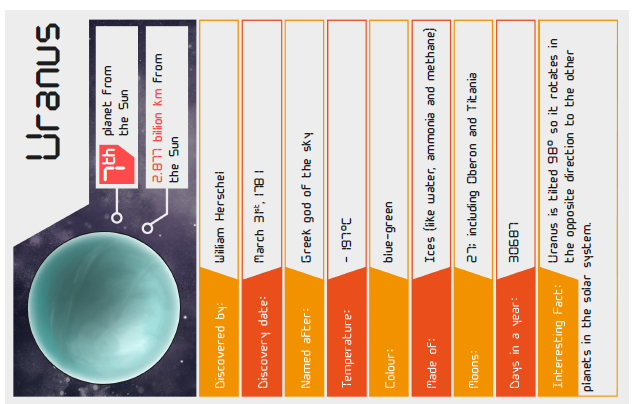 Uranus
7th planet from
the Sun
2.877 billion Km from
the Sun
Discovered by: William Herschel
Discovery date: March 31st, 1781
Named after: Greek god of the sky
Temperature: - 197°C
Colour: blue-green
Made of: Ices (like water, ammonia and methane)
Moons: 27: including Oberon and Titania
Days in a year: 30687
Interesting Fact: Uranus is tilted 98° so it rotates in
the opposite direction to the other
planets in the solar system.